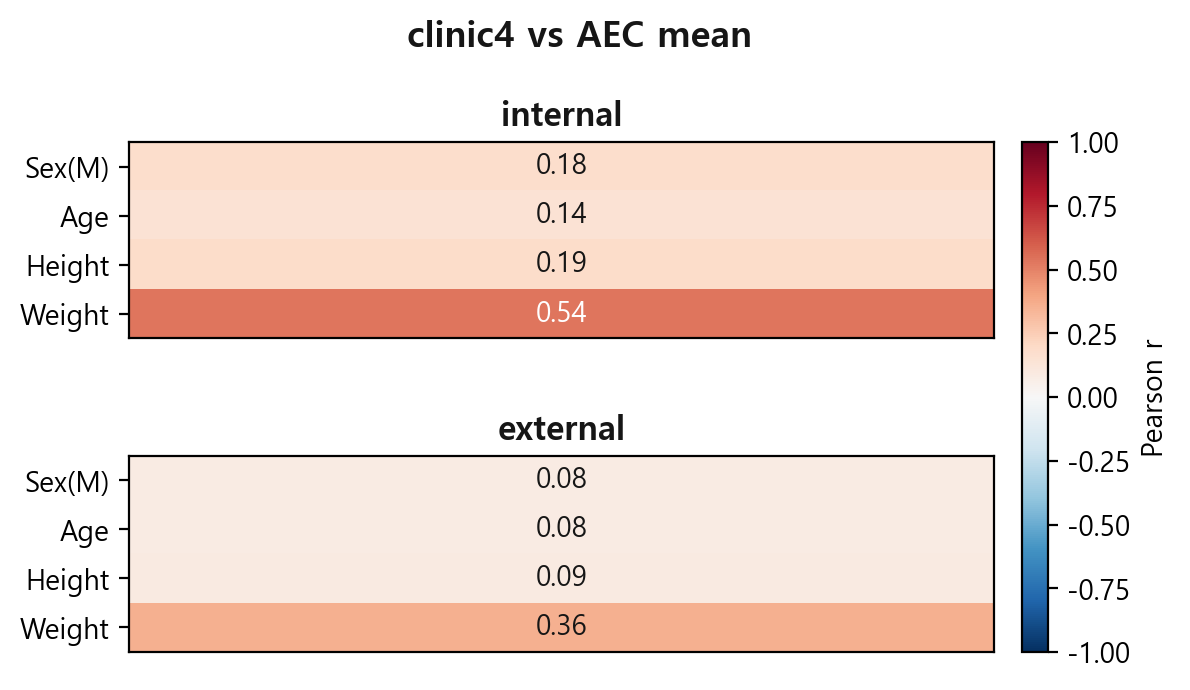 clinic4 vs AEC mean
internal
Sex(M) 0.18
Age 0.14
Height 0.19
Weight 0.54
external
Sex(M) 0.08
Age 0.08
Height 0.09
Weight 0.36
1.00
0.75
0.50
0.25
0.00
-0.25
-0.50
-0.75
-1.00
Pearson r